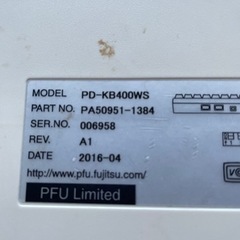 MODEL PD-KB400WS
PART NO. PA50951-1384
SER.NO. 006958
REV. A1
DATE 2016-04
http://www.pfu.fujitsu.com/
PFU Limited